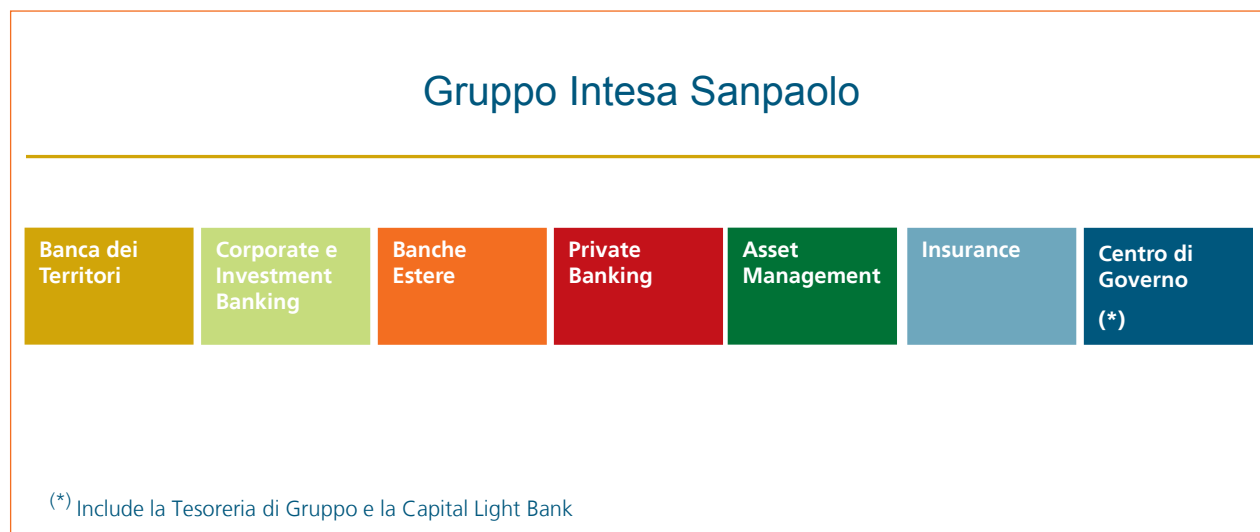 Gruppo Intesa Sanpaolo
Banca dei
Territori
Corporate e
Investment
Banking
Banche
Estere
Private
Banking
Asset
Management
Insurance
Centro di
Governo
(*)
(*) Include la Tesoreria di Gruppo e la Capital Light Bank